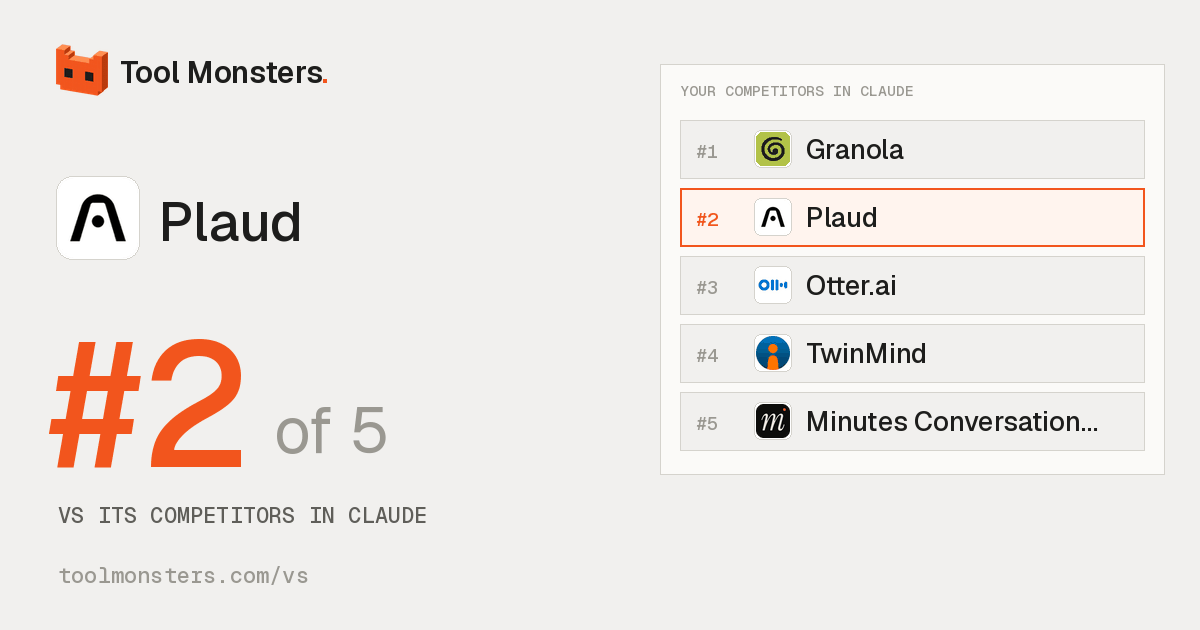 Tool Monsters.
Plaud
#2 of 5
VS ITS COMPETITORS IN CLAUDE
toolmonsters.com/vs
YOUR COMPETITORS IN CLAUDE
#1 Granola
#2 Plaud
#3 Otter.ai
#4 TwinMind
#5 m Minutes Conversation...